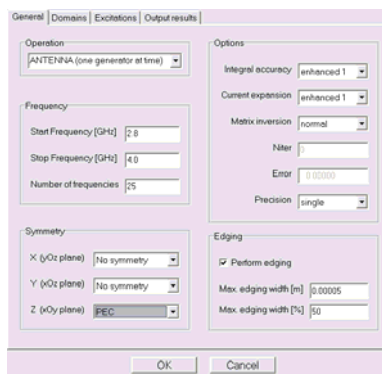 General Domains Excitations Output results
Operation
ANTENNA (one generator at time)
Frequency
Start Frequency [GHz] 2.8
Stop Frequency [GHz] 4.0
Number of frequencies 25
Symmetry
X (yOz plane) No symmetry
Y (xOz plane) No symmetry
Z (xOy plane) PEC
Options
Integral accuracy enhanced 1
Current expansion enhanced 1
Matrix inversion normal
Niter 0
Error 0.00000
Precision single
Edging
Perform edging
Max. edging width [m] 0.00005
Max. edging width [%] 50
OK Cancel